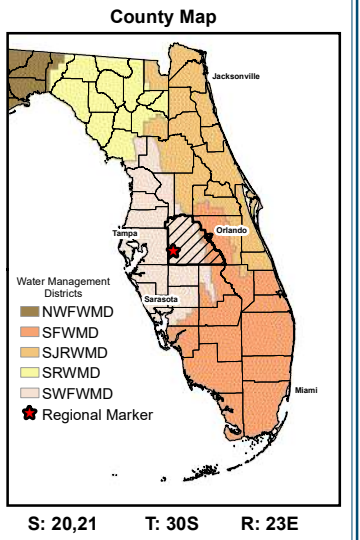 County Map
Jacksonville
Orlando
Tampa
Water Management
Districts
Sarasota
NWFWMD
SFWMD
SJRWMD
SRWMD
SWFWMD
Regional Marker
Miami
S: 20,21 T: 30S R: 23E